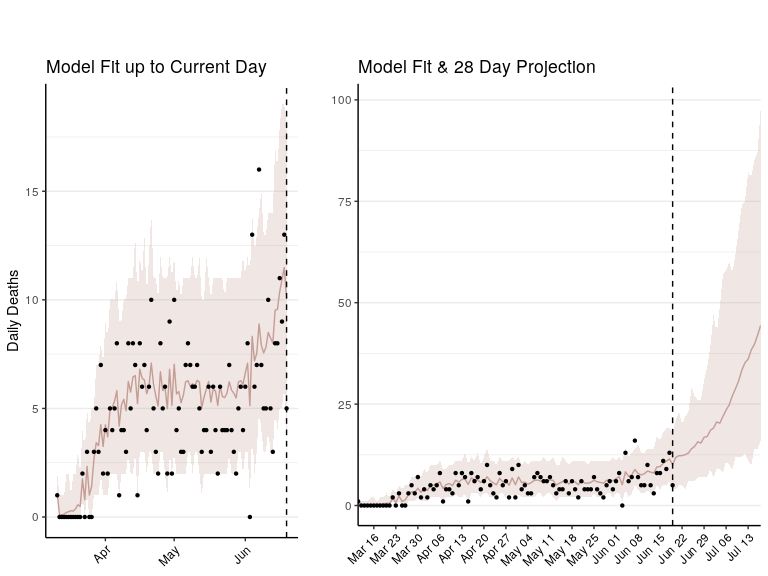 Model Fit up to Current Day
Model Fit & 28 Day Projection
Daily Deaths
15
10
5
0
Apr
May
Jun
100
75
50
25
0
Mar 16
Mar 23
Mar 30
Apr 06
Apr 13
Apr 20
Apr 27
May 04
May 11
May 18
May 25
Jun 01
Jun 08
Jun 15
Jun 22
Jun 29
Jul 06
Jul 13